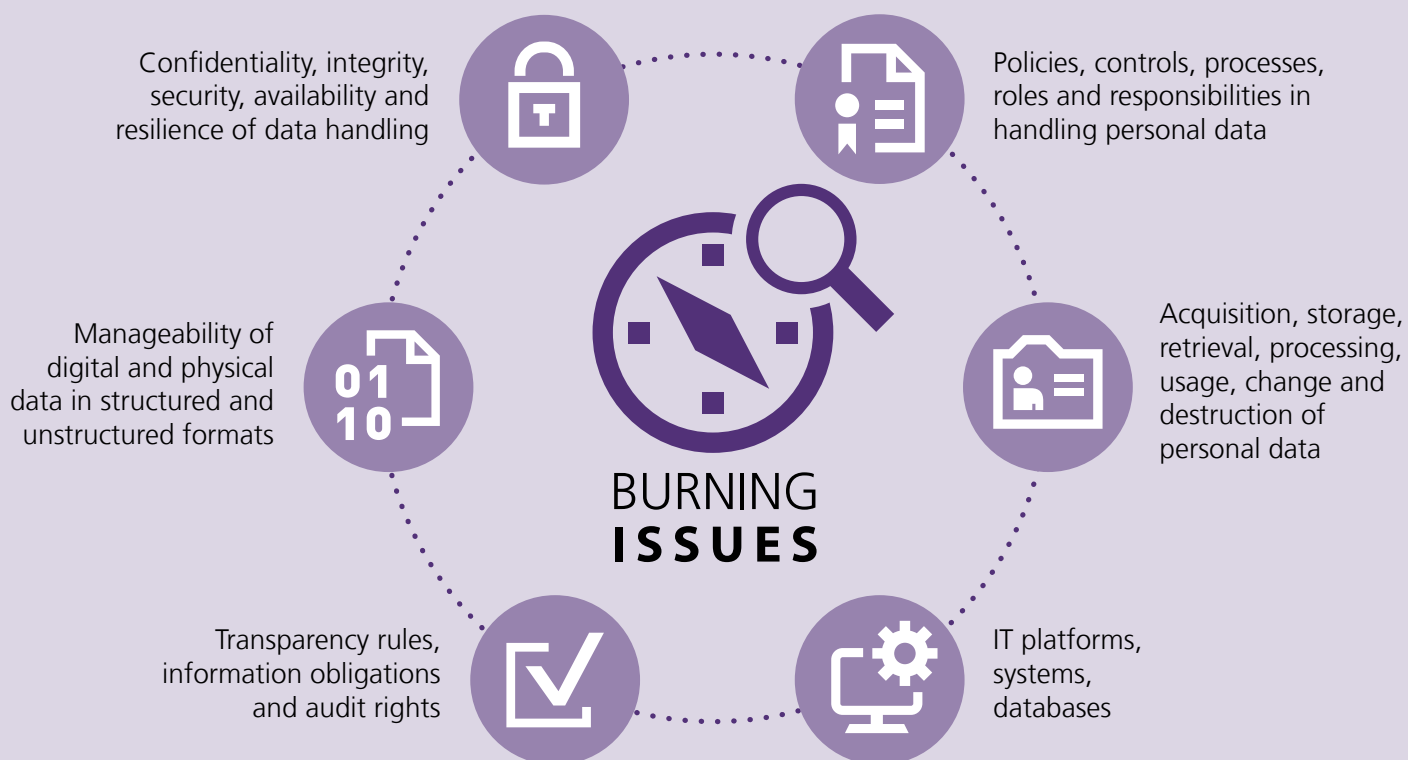 Confidentiality, integrity,
security, availability and
resilience of data handling
Policies, controls, processes,
roles and responsibilities in
handling personal data
Manageability of
digital and physical
data in structured and
unstructured formats
01
10
Acquisition, storage,
retrieval, processing,
usage, change and
destruction of
personal data
BURNING
ISSUES
Transparency rules,
information obligations
and audit rights
IT platforms,
systems,
databases